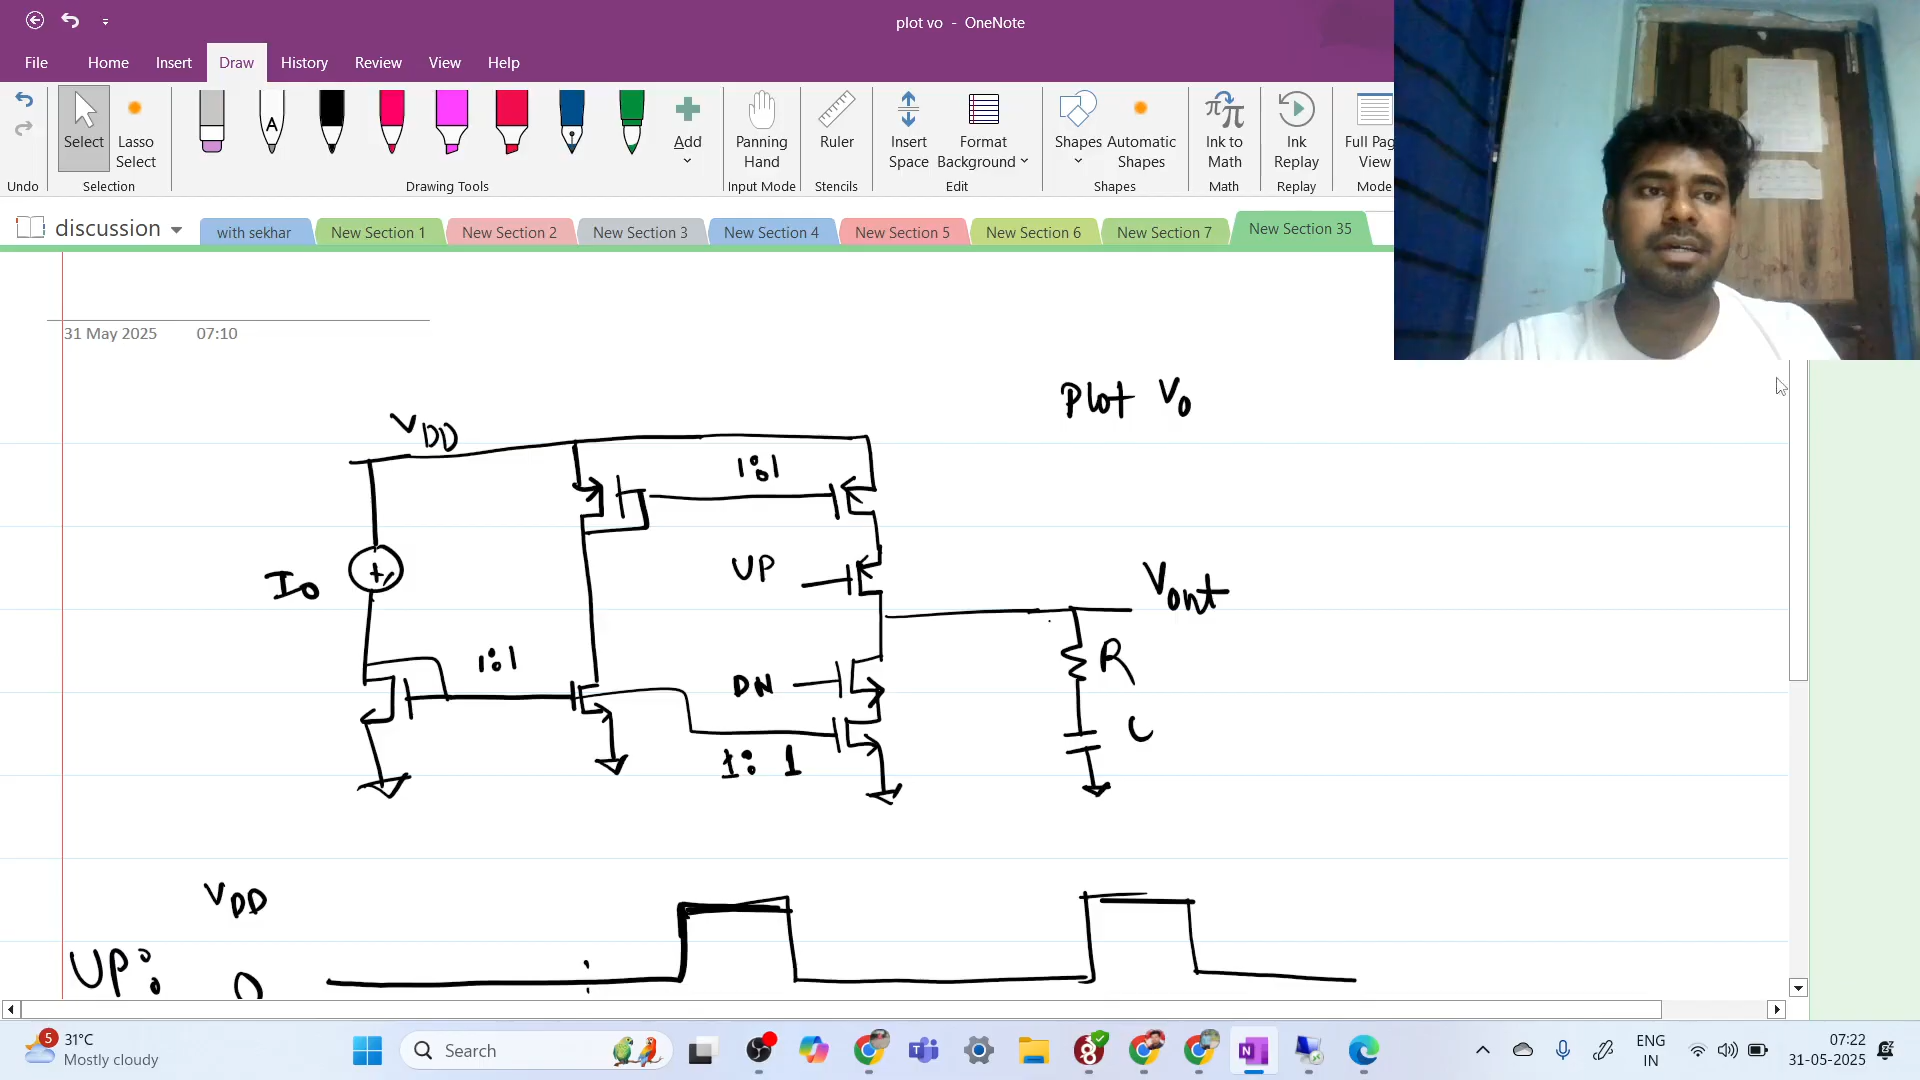 plot vo - OneNote
File Home Insert Draw History Review View Help
Undo
Select
Lasso Select
Selection
Drawing Tools
Add
Panning Hand
Input Mode
Ruler
Stencils
Insert Space
Format Background
Edit
Shapes
Automatic Shapes
Shapes
Ink to Math
Math
Ink Replay
Replay
Full Pag
View
Mode
discussion
with sekhar
New Section 1
New Section 2
New Section 3
New Section 4
New Section 5
New Section 6
New Section 7
New Section 35
31 May 2025 07:10
Plot Vo
VDD
1:1
UP
Io
Vout
1:1
R
DN
C
1:1
VDD
UP:
0
5
31°C
Mostly cloudy
Search
ENG
IN
07:22
31-05-2025